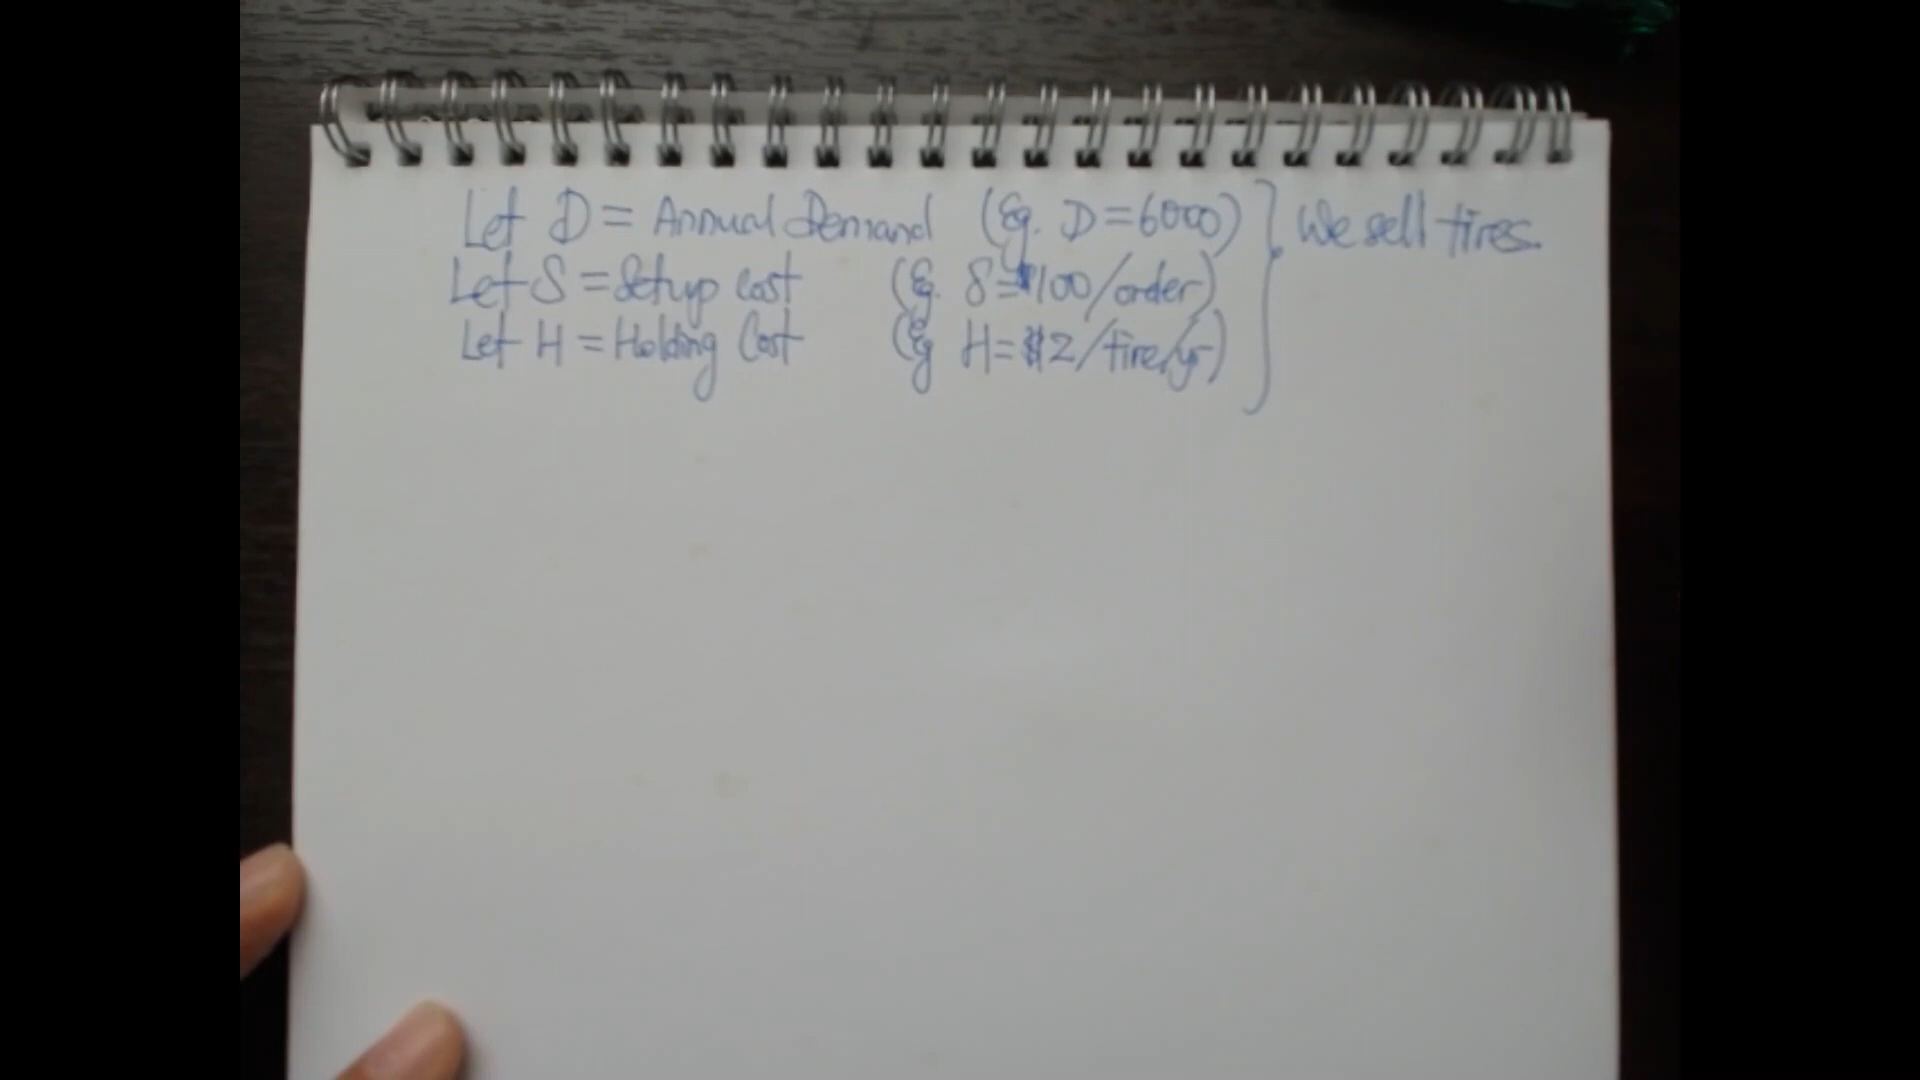 Let D = Annual Demand (Eg. D=6000) } We sell tires.
Let S = Setup cost (Eg. S=$100/order)
Let H = Holding Cost (Eg H=$2/tire/yr)